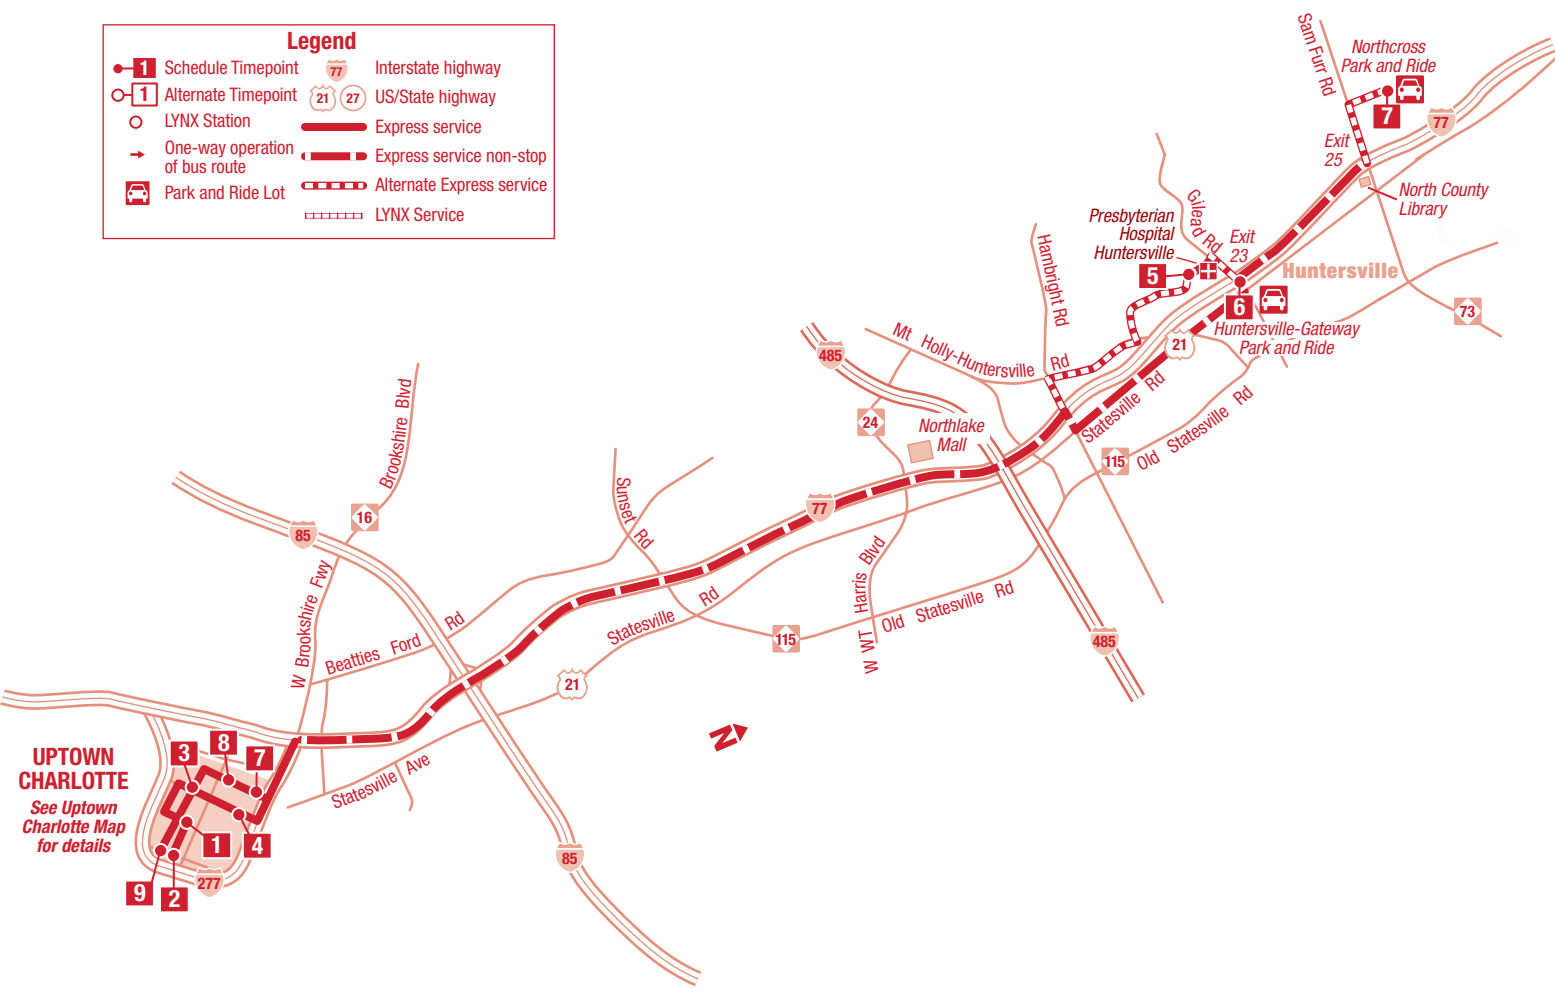 Legend
1 Schedule Timepoint
1 Alternate Timepoint
LYNX Station
One-way operation
of bus route
Park and Ride Lot
77 Interstate highway
21 27 US/State highway
Express service
Express service non-stop
Alternate Express service
LYNX Service
Sam Furr Rd
Northcross
Park and Ride
7
77
Exit
25
North County
Library
Gilead Rd
Presbyterian
Hospital
Huntersville
Exit
23
5
Huntersville
6
Huntersville-Gateway
Park and Ride
73
Hambright Rd
21
485
Mt Holly-Huntersville Rd
Statesville Rd
24
Northlake
Mall
115
Old Statesville Rd
Brookshire Blvd
16
85
Sunset Rd
77
W Brookshire Fwy
W WT Harris Blvd
Statesville Rd
Old Statesville Rd
Beatties Ford Rd
115
485
21
N
UPTOWN
CHARLOTTE
See Uptown
Charlotte Map
for details
3
8
7
Statesville Ave
1
4
9
2
277
85